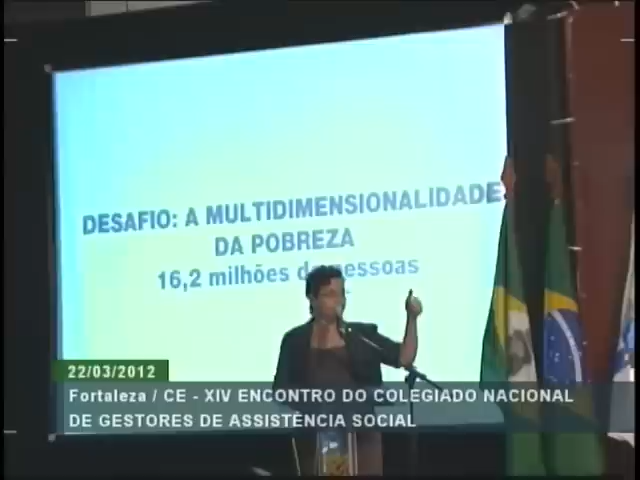 DESAFIO: A MULTIDIMENSIONALIDADE
DA POBREZA
16,2 milhões de pessoas
22/03/2012
Fortaleza / CE - XIV ENCONTRO DO COLEGIADO NACIONAL
DE GESTORES DE ASSISTÊNCIA SOCIAL